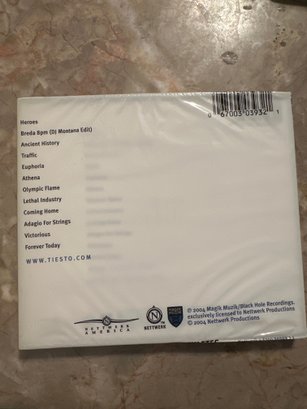 0 67003 03932 1
Heroes
Breda 8pm (DJ Montana Edit)
Ancient History
Traffic
Euphoria
Athena
Olympic Flame
Lethal Industry
Coming Home
Adagio For Strings
Victorious
Forever Today
WWW.TIESTO.COM
℗ 2004 Magik Muzik/Black Hole Recordings,
exclusively licensed to Nettwerk Productions
© 2004 Nettwerk Productions
NETTWERK
AMERICA
NETTWERK